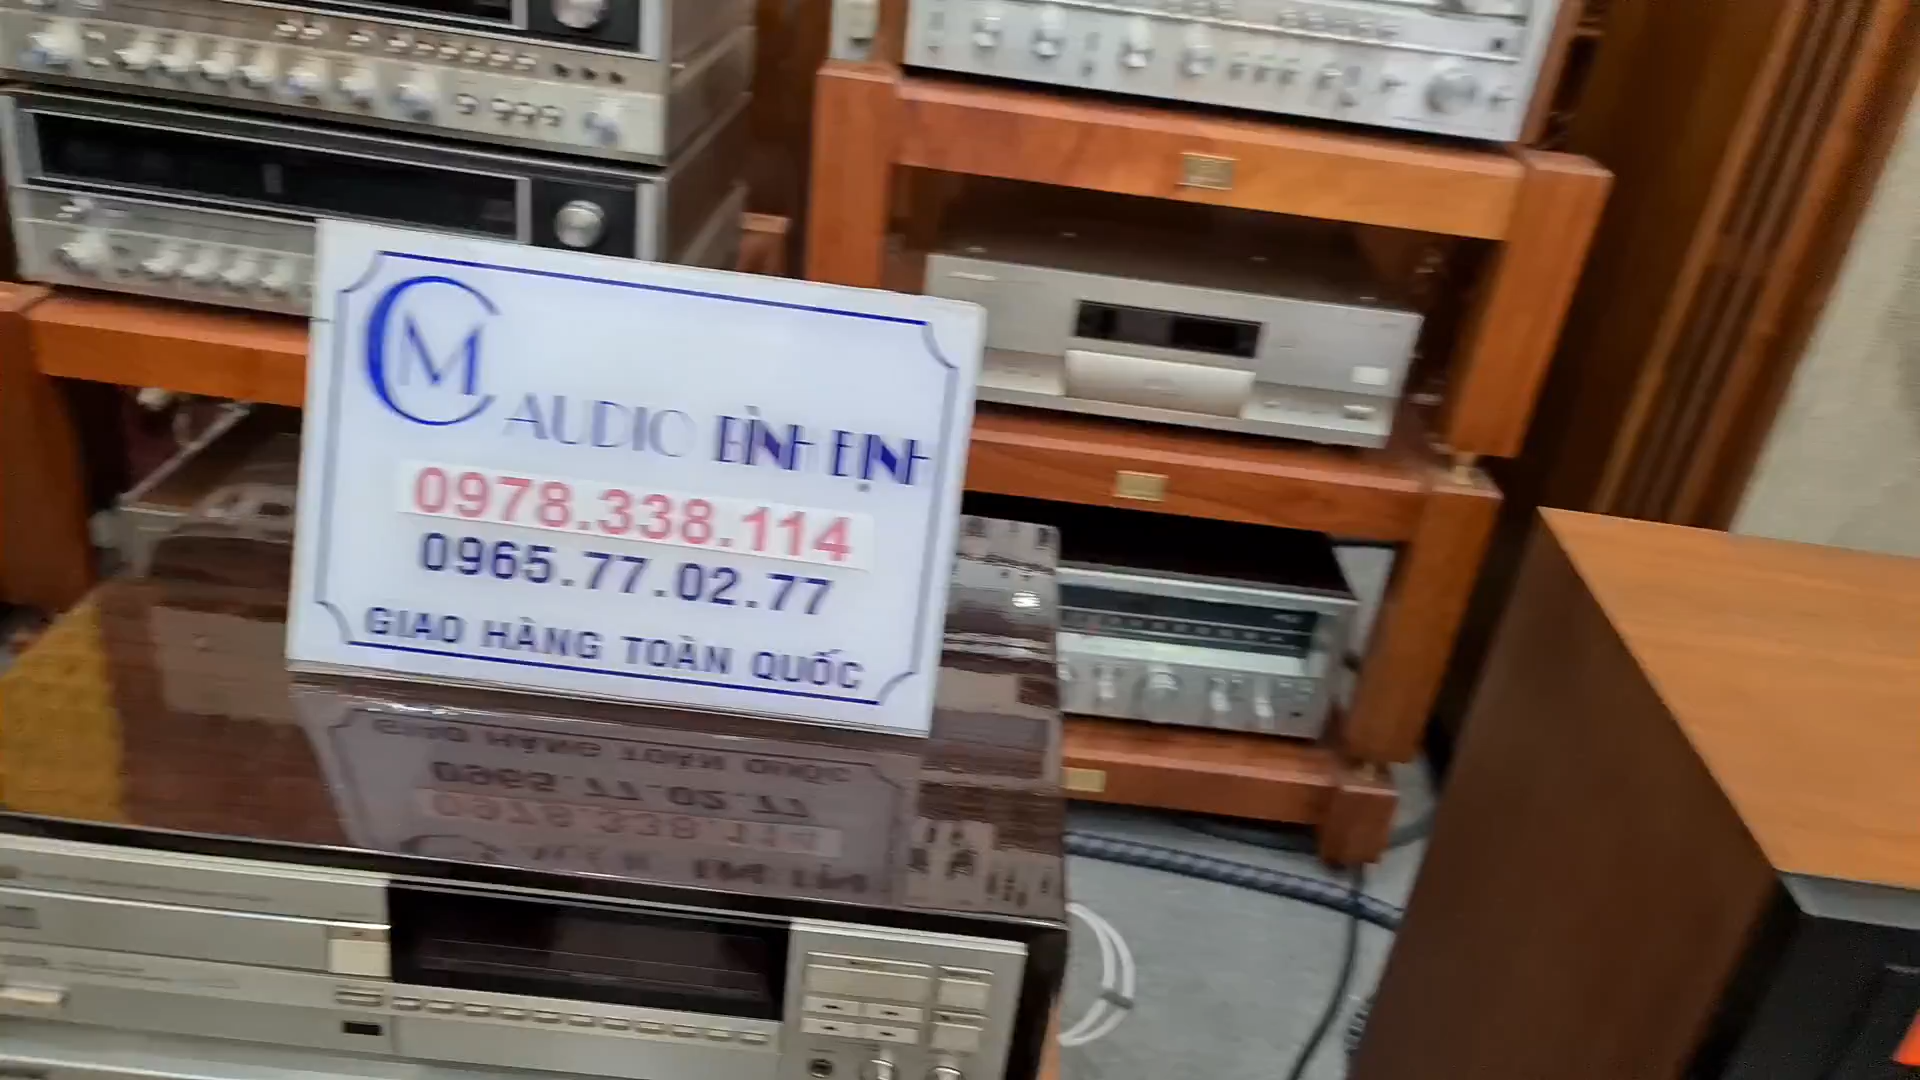 CM AUDIO BÌNH ĐỊNH
0978.338.114
0965.77.02.77
GIAO HÀNG TOÀN QUỐC